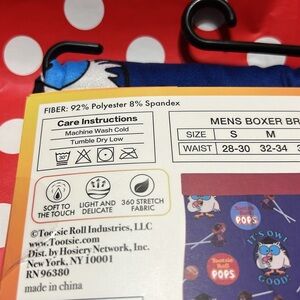 FIBER: 92% Polyester 8% Spandex
Care Instructions
Machine Wash Cold
Tumble Dry Low
30°
SOFT TO
THE TOUCH
LIGHT AND
DELICATE
360 STRETCH
FABRIC
©Tootsie Roll Industries, LLC
www.Tootsie.com
Dist. by Hosiery Network, Inc.
New York, NY 10001
RN 96380
made in china
MENS BOXER BR
SIZE S M
WAIST 28-30 32-34 3
Tootsie
Roll
POPS
IT'S OWL
GOOD!
Tootsie
Roll
POPS